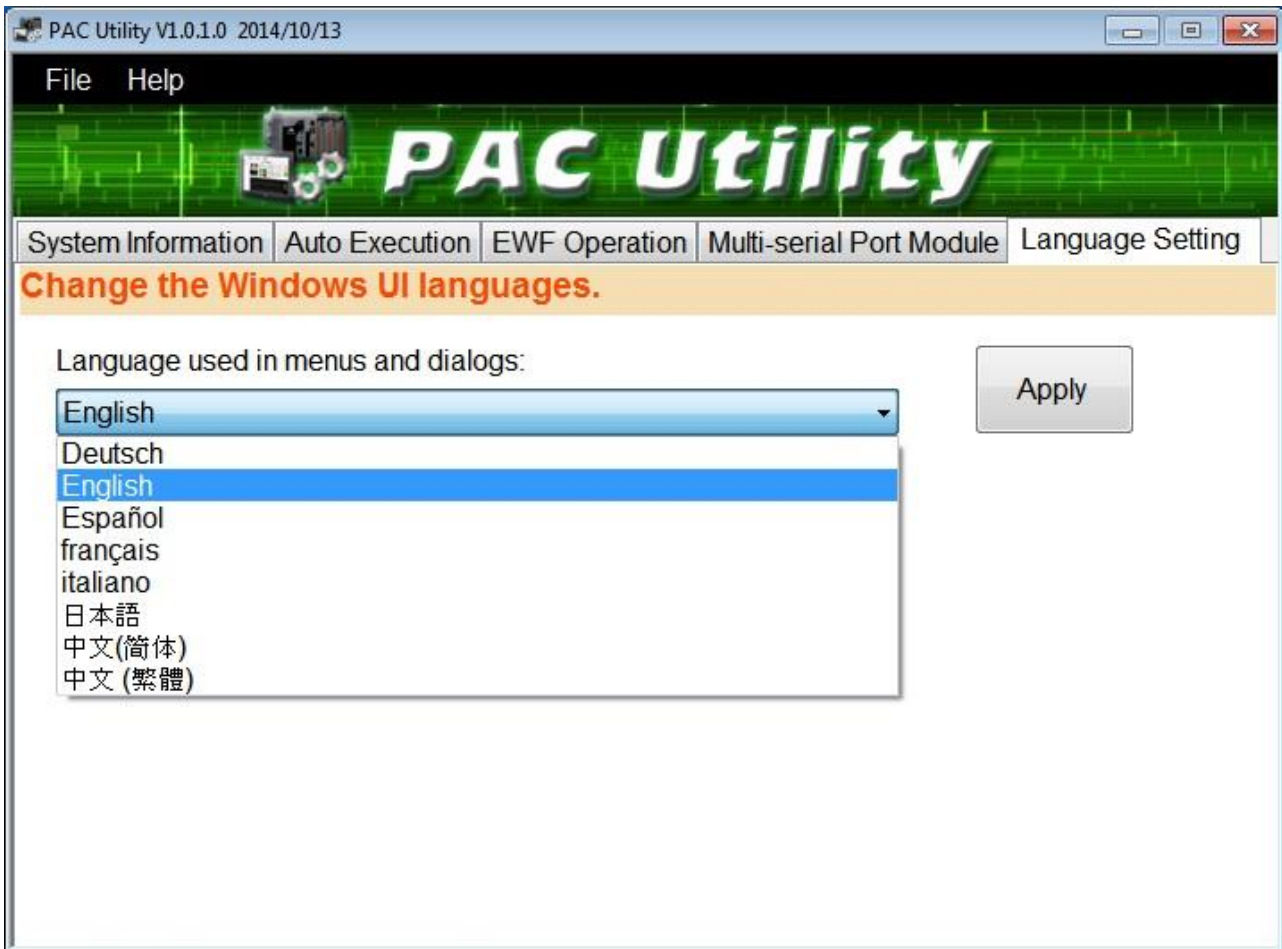 PAC Utility V1.0.1.0 2014/10/13
File Help
PAC Utility
System Information Auto Execution EWF Operation Multi-serial Port Module Language Setting
Change the Windows UI languages.
Language used in menus and dialogs:
English
Apply
Deutsch
English
Español
français
italiano
日本語
中文(简体)
中文 (繁體)